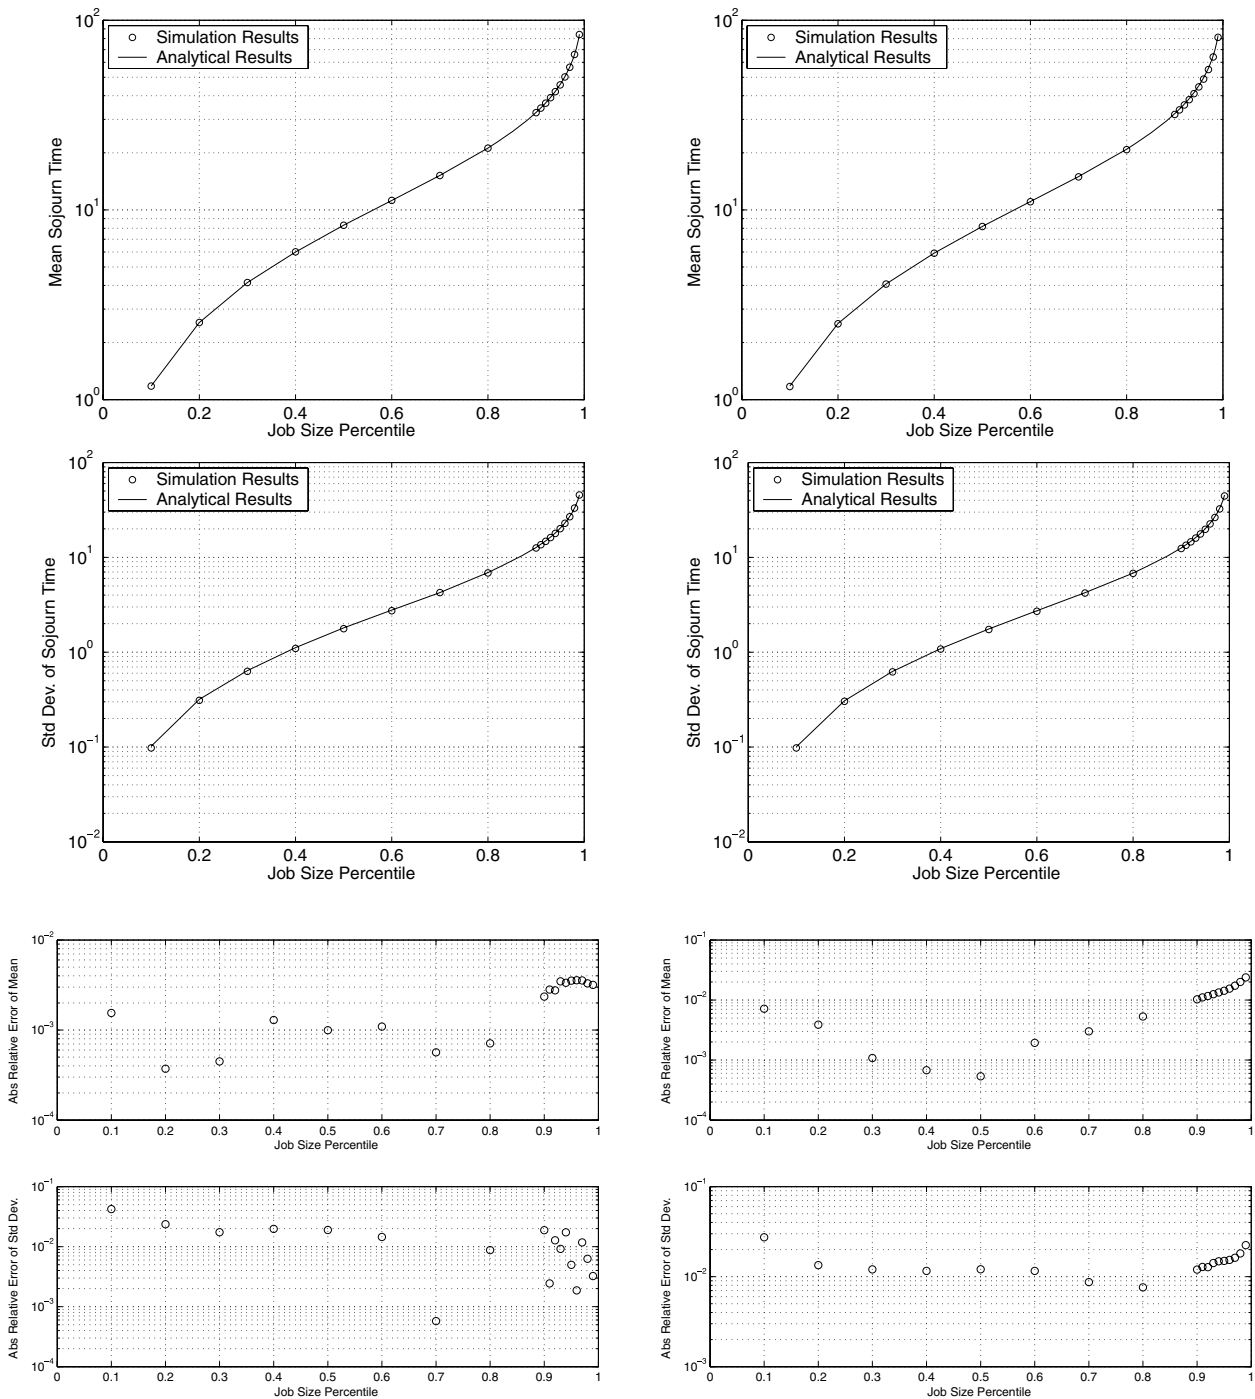 10^2
Simulation Results
Analytical Results
10^1
10^0
Mean Sojourn Time
0 0.2 0.4 0.6 0.8 1
Job Size Percentile
10^2
Simulation Results
Analytical Results
10^1
10^0
Mean Sojourn Time
0 0.2 0.4 0.6 0.8 1
Job Size Percentile
10^2
Simulation Results
Analytical Results
10^1
10^0
10^−1
10^−2
Std Dev. of Sojourn Time
0 0.2 0.4 0.6 0.8 1
Job Size Percentile
10^2
Simulation Results
Analytical Results
10^1
10^0
10^−1
10^−2
Std Dev. of Sojourn Time
0 0.2 0.4 0.6 0.8 1
Job Size Percentile
10^−2
10^−3
10^−4
Abs Relative Error of Mean
0 0.1 0.2 0.3 0.4 0.5 0.6 0.7 0.8 0.9 1
Job Size Percentile
10^−1
10^−2
10^−3
10^−4
Abs Relative Error of Mean
0 0.1 0.2 0.3 0.4 0.5 0.6 0.7 0.8 0.9 1
Job Size Percentile
10^−1
10^−2
10^−3
10^−4
Abs Relative Error of Std Dev.
0 0.1 0.2 0.3 0.4 0.5 0.6 0.7 0.8 0.9 1
Job Size Percentile
10^−1
10^−2
10^−3
Abs Relative Error of Std Dev.
0 0.1 0.2 0.3 0.4 0.5 0.6 0.7 0.8 0.9 1
Job Size Percentile